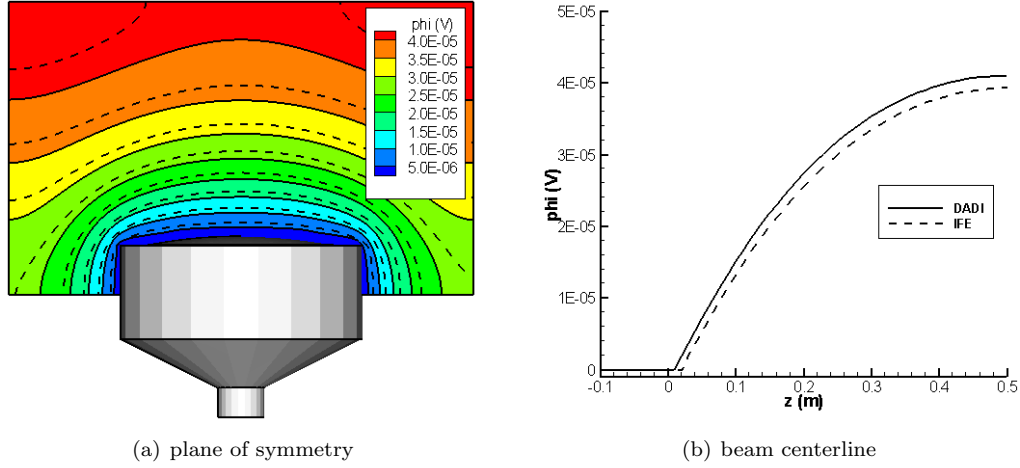 phi (V)
4.0E-05
3.5E-05
3.0E-05
2.5E-05
2.0E-05
1.5E-05
1.0E-05
5.0E-06
(a) plane of symmetry
phi (V)
5E-05
4E-05
3E-05
2E-05
1E-05
0
-0.1
0
0.1
0.2
0.3
0.4
0.5
z (m)
DADI
IFE
(b) beam centerline